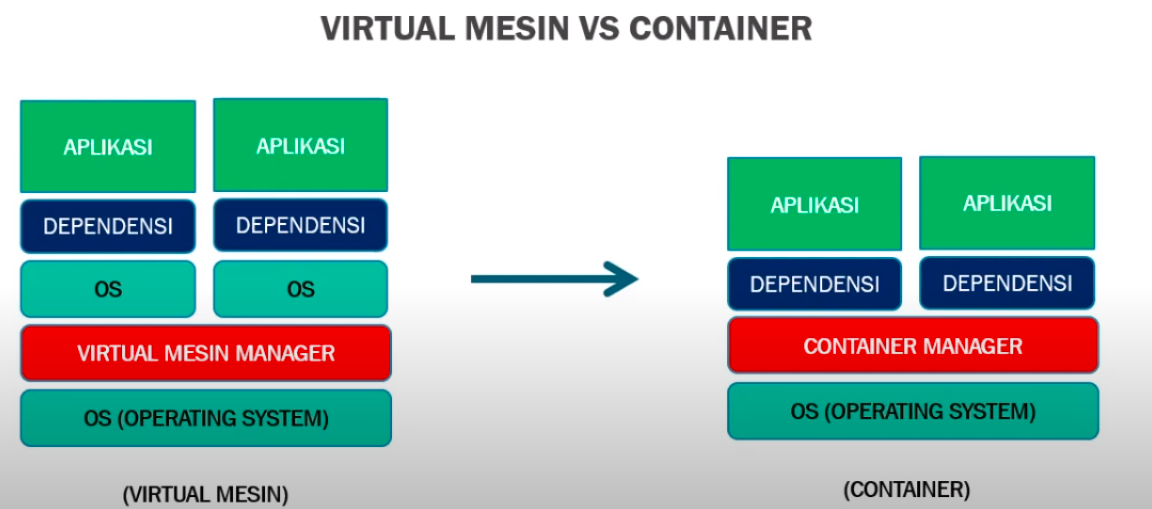 VIRTUAL MESIN VS CONTAINER
APLIKASI
APLIKASI
DEPENDENSI
DEPENDENSI
OS
OS
VIRTUAL MESIN MANAGER
OS (OPERATING SYSTEM)
(VIRTUAL MESIN)
APLIKASI
APLIKASI
DEPENDENSI
DEPENDENSI
CONTAINER MANAGER
OS (OPERATING SYSTEM)
(CONTAINER)